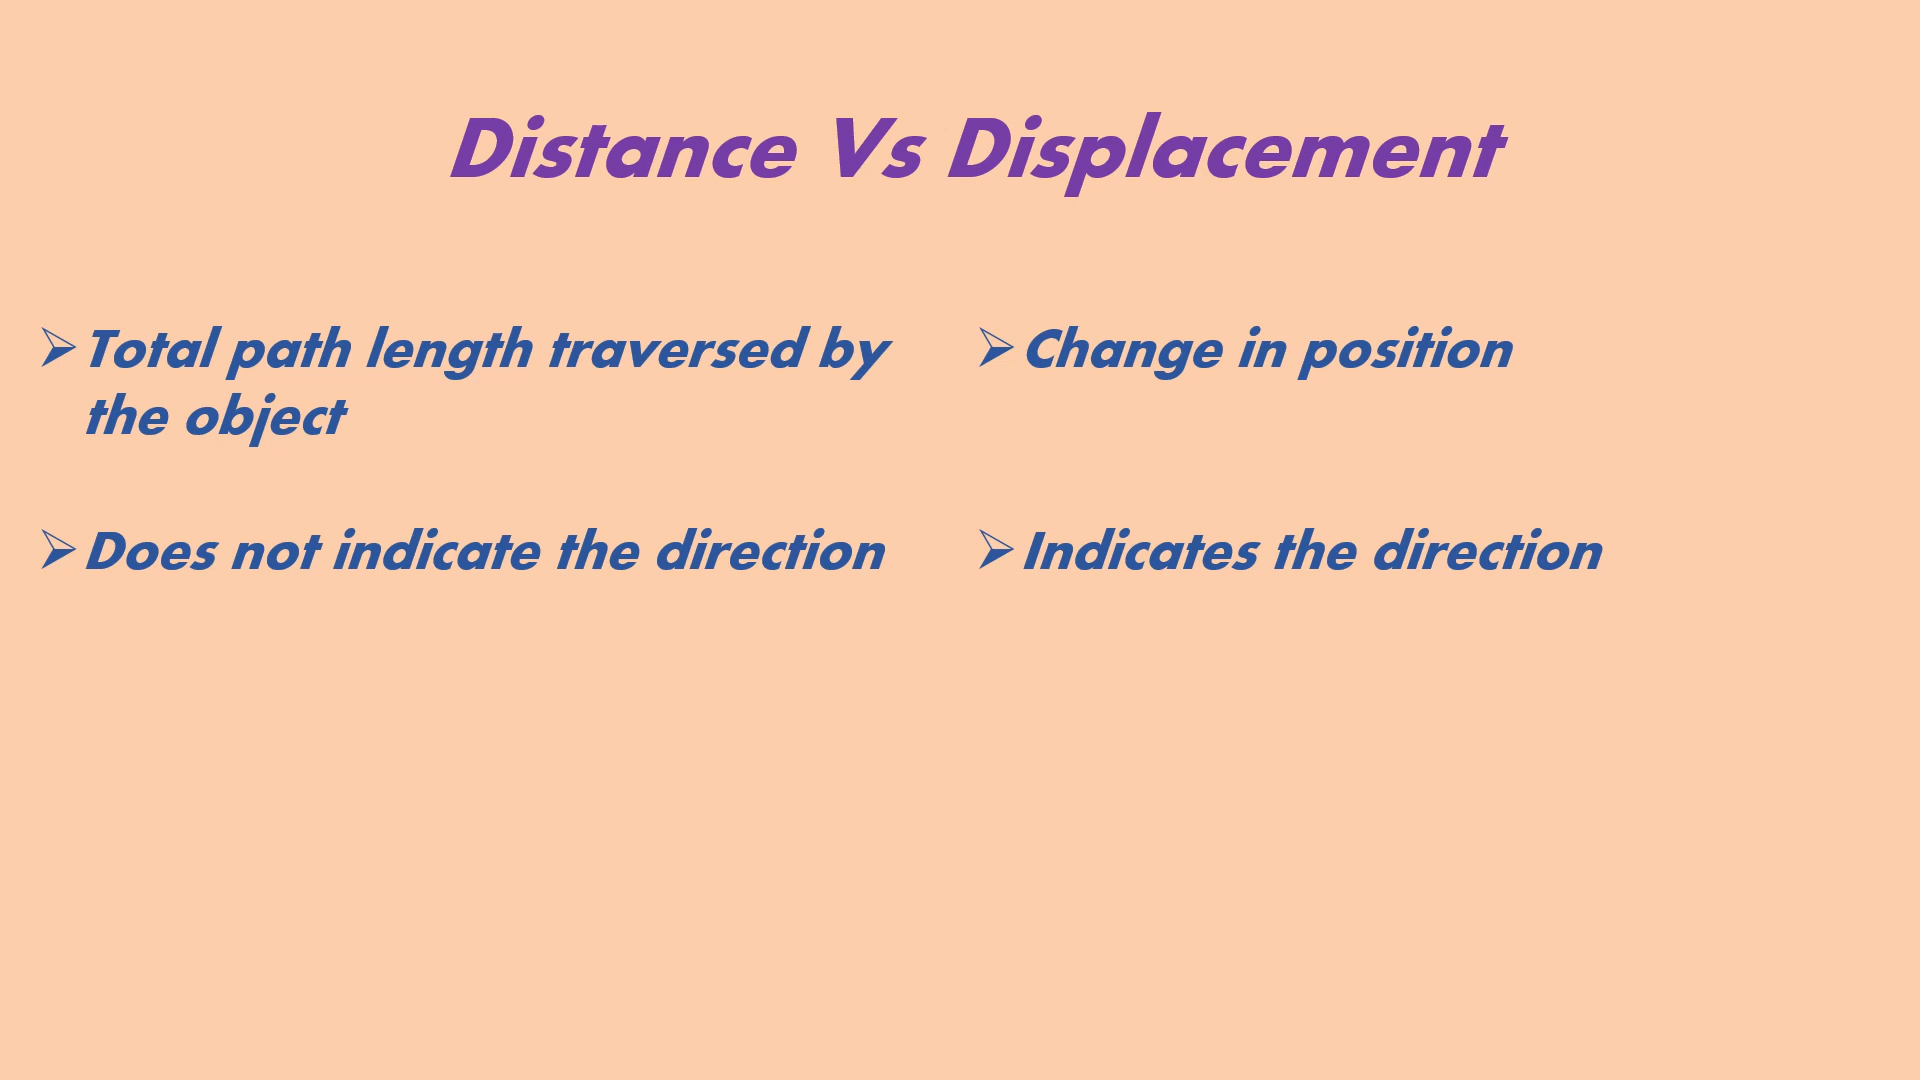 Distance Vs Displacement
➢Total path length traversed by
the object
➢Does not indicate the direction
➢Change in position
➢Indicates the direction